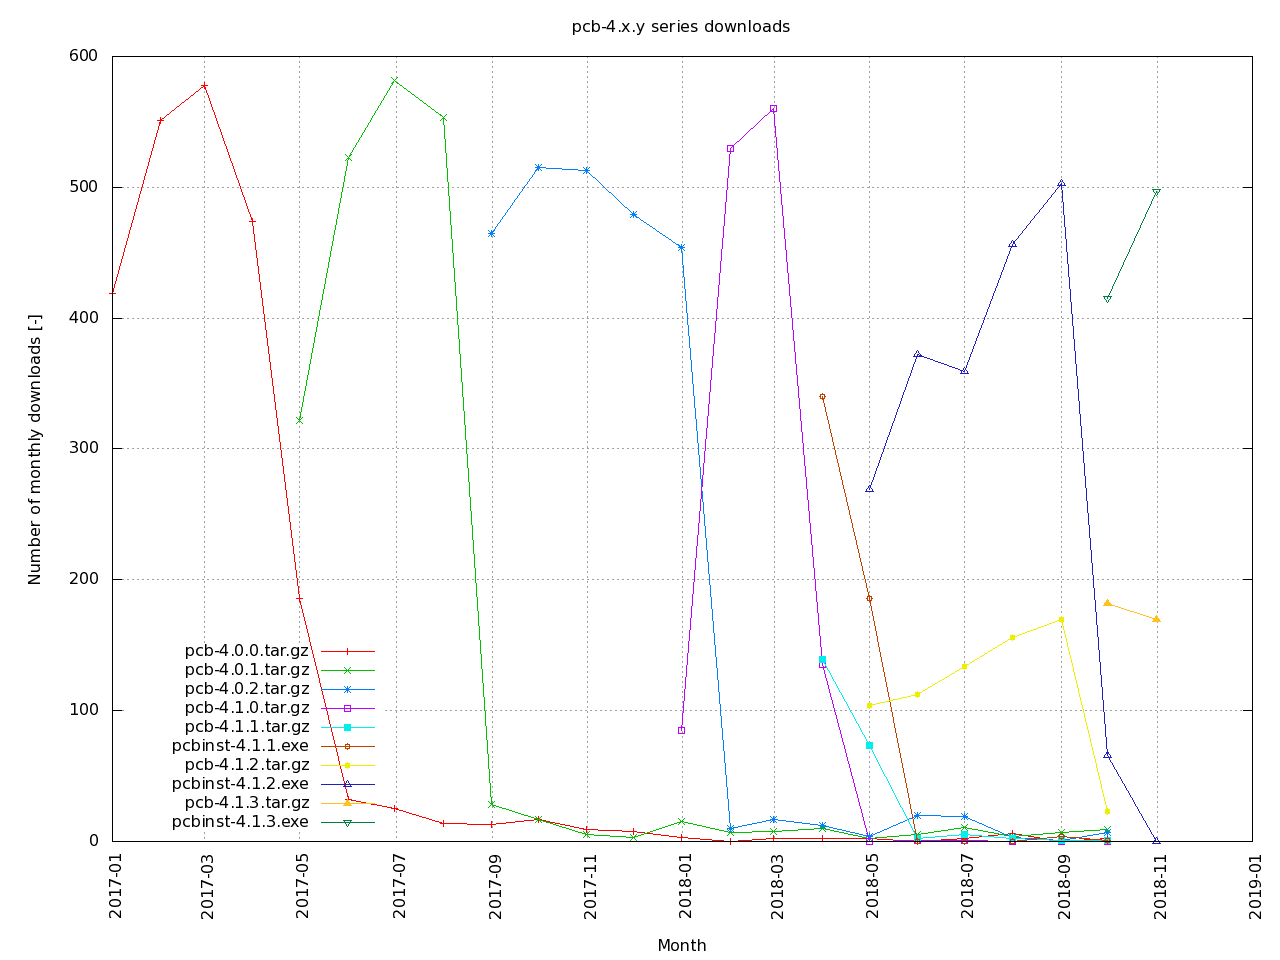 pcb-4.x.y series downloads
600
500
400
300
200
100
0
Number of monthly downloads [-]
pcb-4.0.0.tar.gz
pcb-4.0.1.tar.gz
pcb-4.0.2.tar.gz
pcb-4.1.0.tar.gz
pcb-4.1.1.tar.gz
pcbinst-4.1.1.exe
pcb-4.1.2.tar.gz
pcbinst-4.1.2.exe
pcb-4.1.3.tar.gz
pcbinst-4.1.3.exe
2017-01
2017-03
2017-05
2017-07
2017-09
2017-11
2018-01
2018-03
2018-05
2018-07
2018-09
2018-11
2019-01
Month